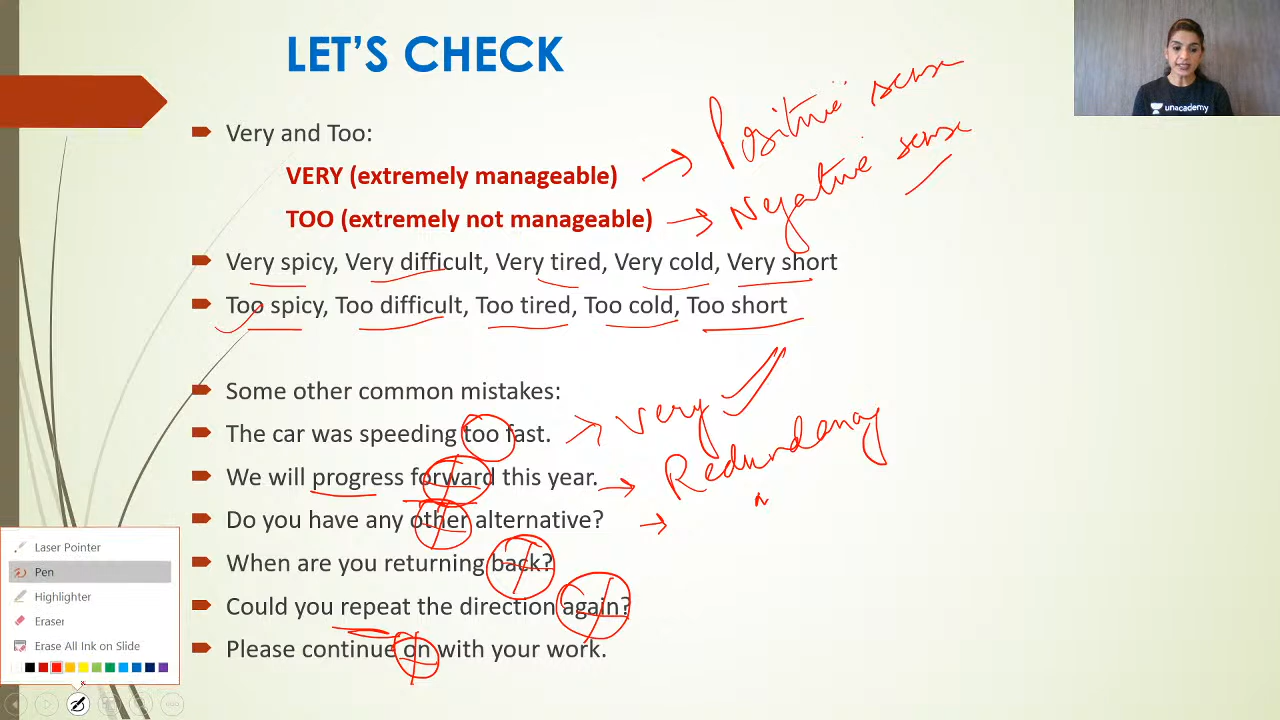 LET'S CHECK
unacademy
Very and Too:
VERY (extremely manageable) → Positive sense
TOO (extremely not manageable) → Negative sense
Very spicy, Very difficult, Very tired, Very cold, Very short
Too spicy, Too difficult, Too tired, Too cold, Too short
Some other common mistakes:
The car was speeding too fast. → Very
We will progress forward this year. → Redundancy
Do you have any other alternative? →
When are you returning back?
Could you repeat the direction again?
Please continue on with your work.
Laser Pointer
Pen
Highlighter
Eraser
Erase All Ink on Slide